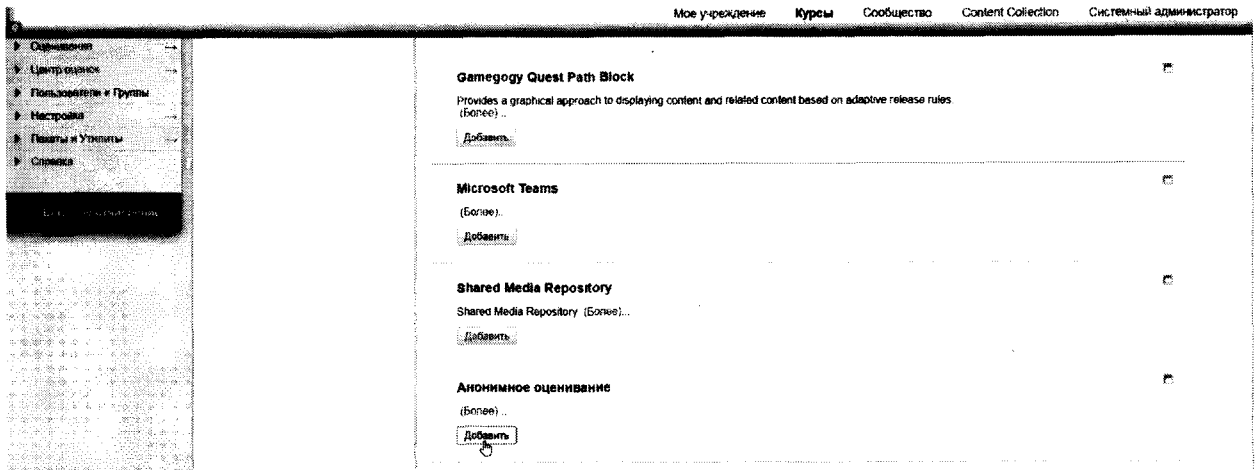 Мое учреждение Курсы Сообщество Content Collection Системный администратор
Оценивание
Центр оценок
Пользователи и Группы
Настройка
Пакеты и Утилиты
Справка
Gamegogy Quest Path Block
Provides a graphical approach to displaying content and related content based on adaptive release rules.
(Более)...
Добавить
Microsoft Teams
(Более)...
Добавить
Shared Media Repository
Shared Media Repository (Более)...
Добавить
Анонимное оценивание
(Более)...
Добавить